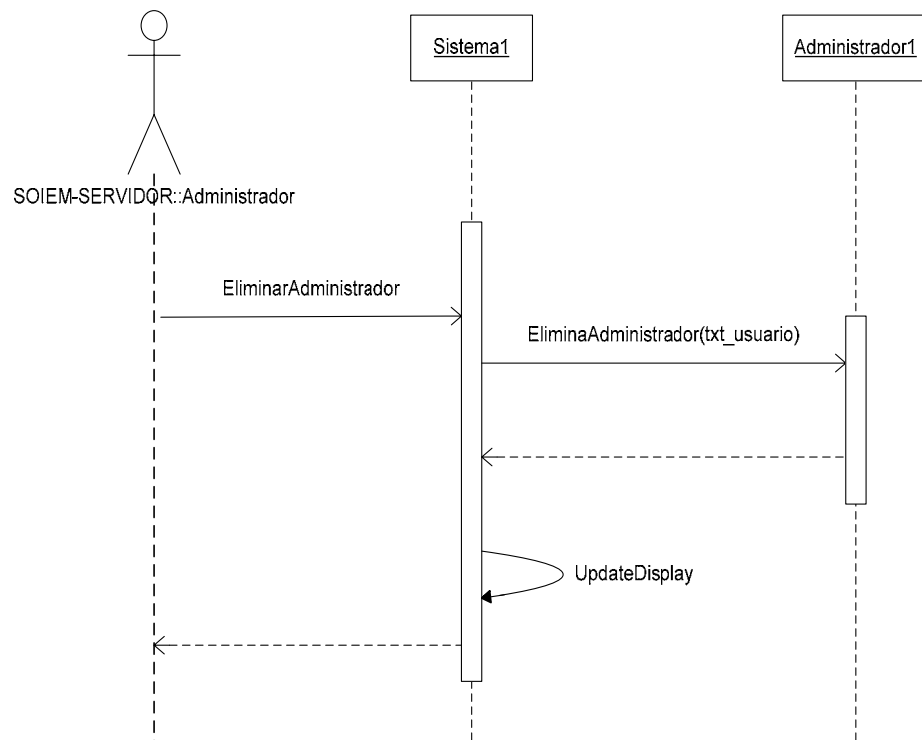 Sistema1
Administrador1
SOIEM-SERVIDOR::Administrador
EliminarAdministrador
EliminaAdministrador(txt_usuario)
UpdateDisplay